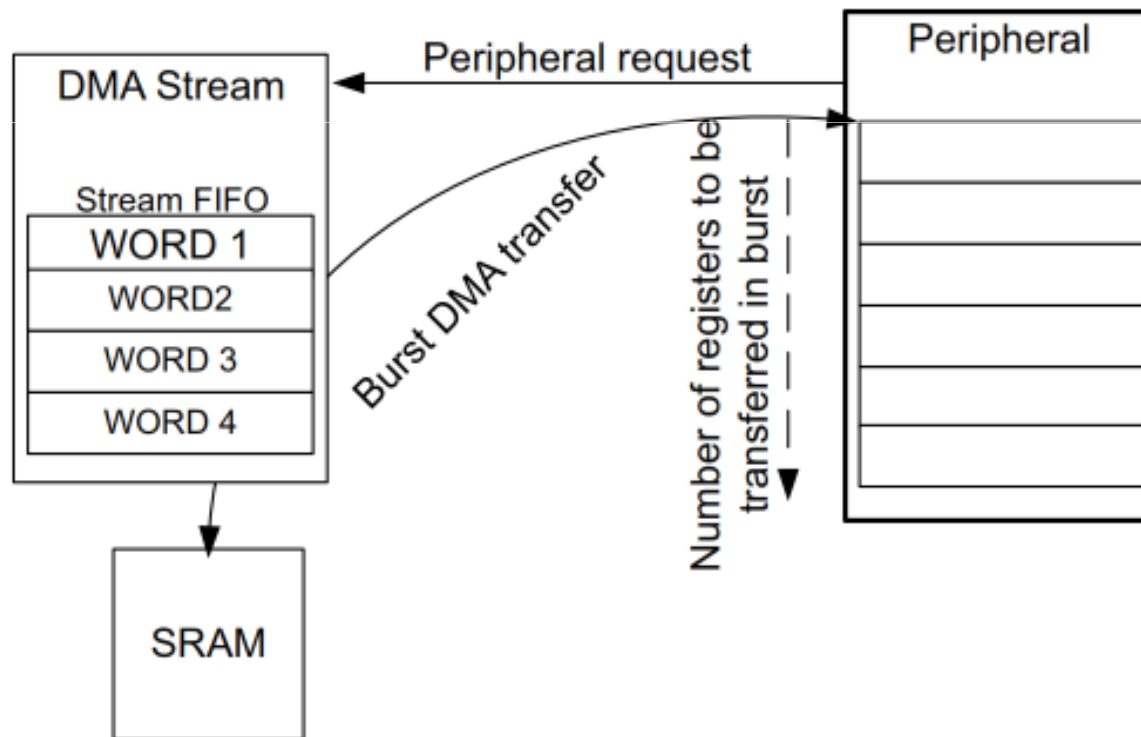 Peripheral
Peripheral request
DMA Stream
Stream FIFO
WORD 1
WORD2
WORD 3
WORD 4
Burst DMA transfer
Number of registers to be
transferred in burst
SRAM